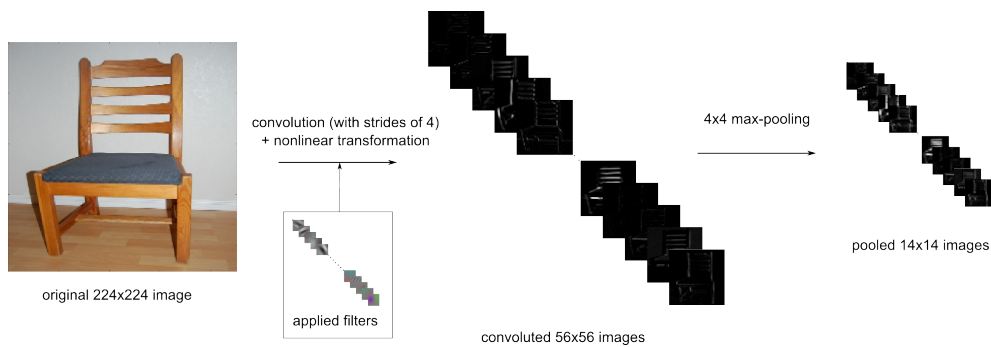 convolution (with strides of 4)
+ nonlinear transformation
4x4 max-pooling
original 224x224 image
applied filters
convoluted 56x56 images
pooled 14x14 images